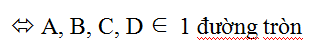 ⇔ A, B, C, D ∈ 1 đường tròn